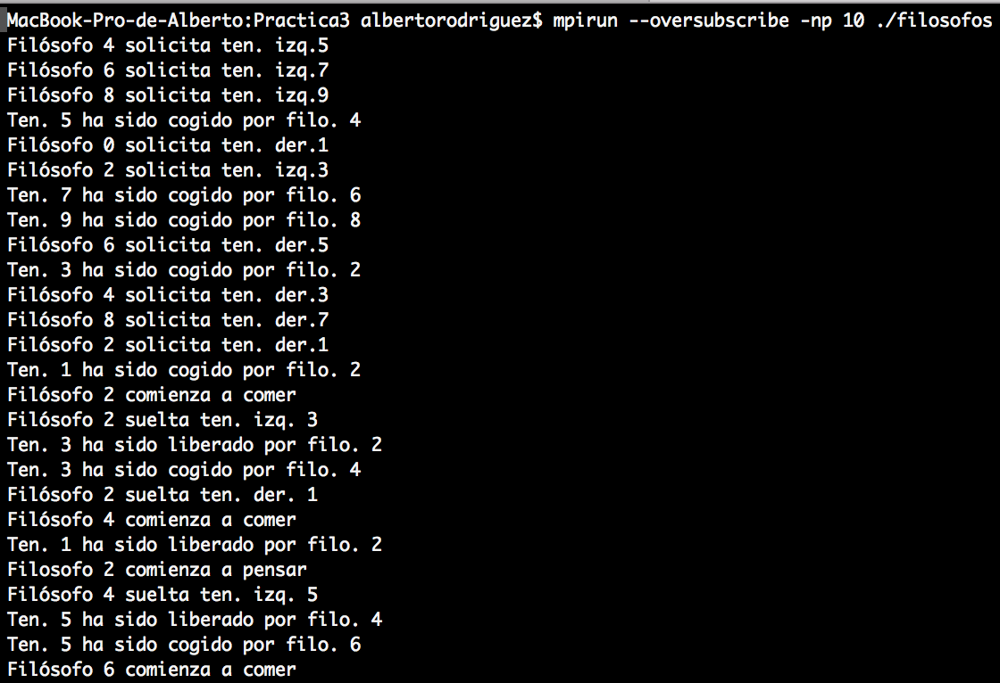 MacBook-Pro-de-Alberto:Practica3 albertorodriguez$ mpirun --oversubscribe -np 10 ./filosofos
Filósofo 4 solicita ten. izq.5
Filósofo 6 solicita ten. izq.7
Filósofo 8 solicita ten. izq.9
Ten. 5 ha sido cogido por filo. 4
Filósofo 0 solicita ten. der.1
Filósofo 2 solicita ten. izq.3
Ten. 7 ha sido cogido por filo. 6
Ten. 9 ha sido cogido por filo. 8
Filósofo 6 solicita ten. der.5
Ten. 3 ha sido cogido por filo. 2
Filósofo 4 solicita ten. der.3
Filósofo 8 solicita ten. der.7
Filósofo 2 solicita ten. der.1
Ten. 1 ha sido cogido por filo. 2
Filósofo 2 comienza a comer
Filósofo 2 suelta ten. izq. 3
Ten. 3 ha sido liberado por filo. 2
Ten. 3 ha sido cogido por filo. 4
Filósofo 2 suelta ten. der. 1
Filósofo 4 comienza a comer
Ten. 1 ha sido liberado por filo. 2
Filosofo 2 comienza a pensar
Filósofo 4 suelta ten. izq. 5
Ten. 5 ha sido liberado por filo. 4
Ten. 5 ha sido cogido por filo. 6
Filósofo 6 comienza a comer